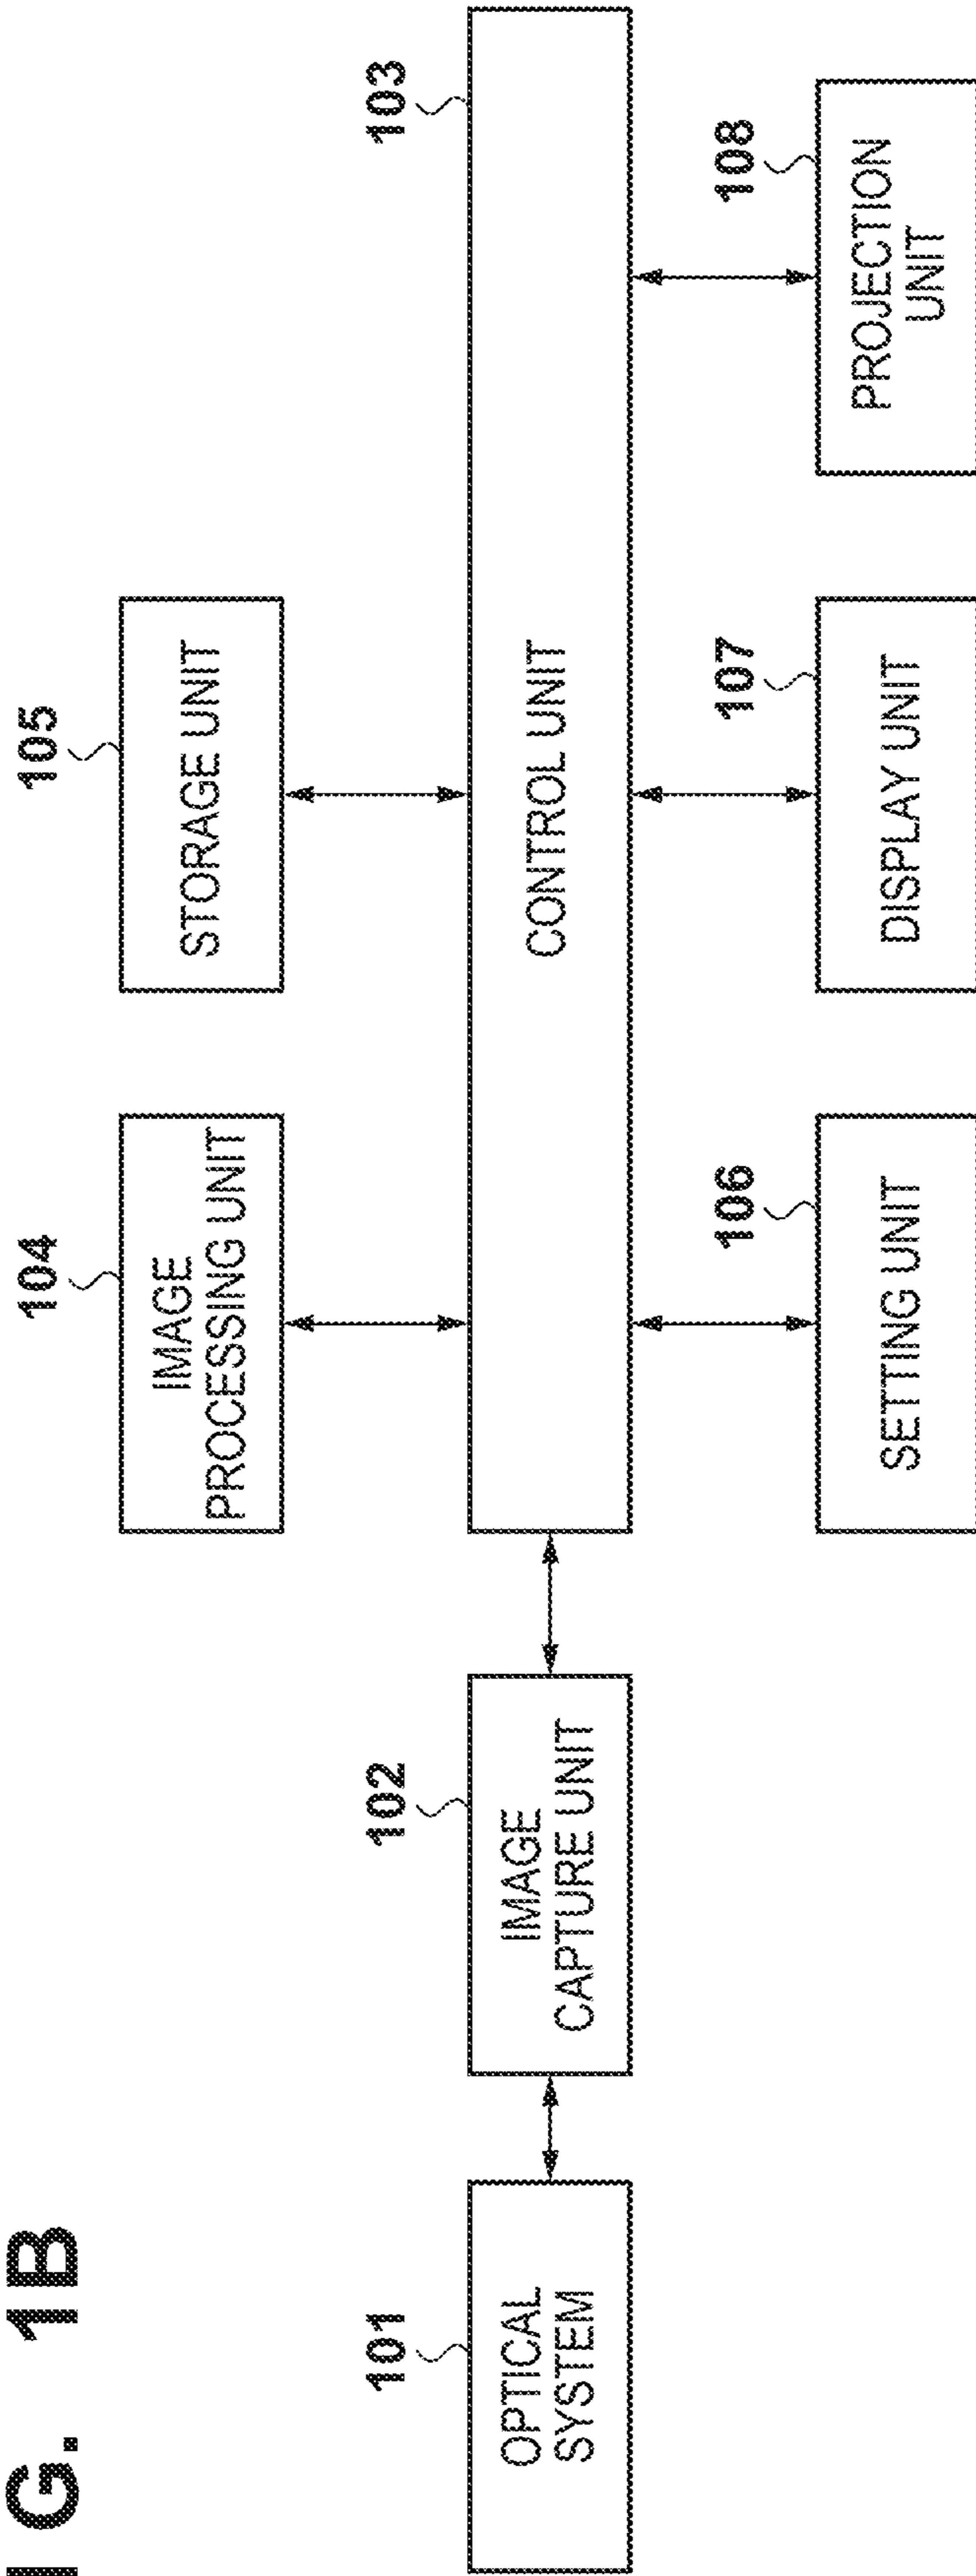 IG. 1B
101
OPTICAL
SYSTEM
102
IMAGE
CAPTURE UNIT
103
CONTROL UNIT
104
IMAGE
PROCESSING UNIT
105
STORAGE UNIT
106
SETTING UNIT
107
DISPLAY UNIT
108
PROJECTION
UNIT